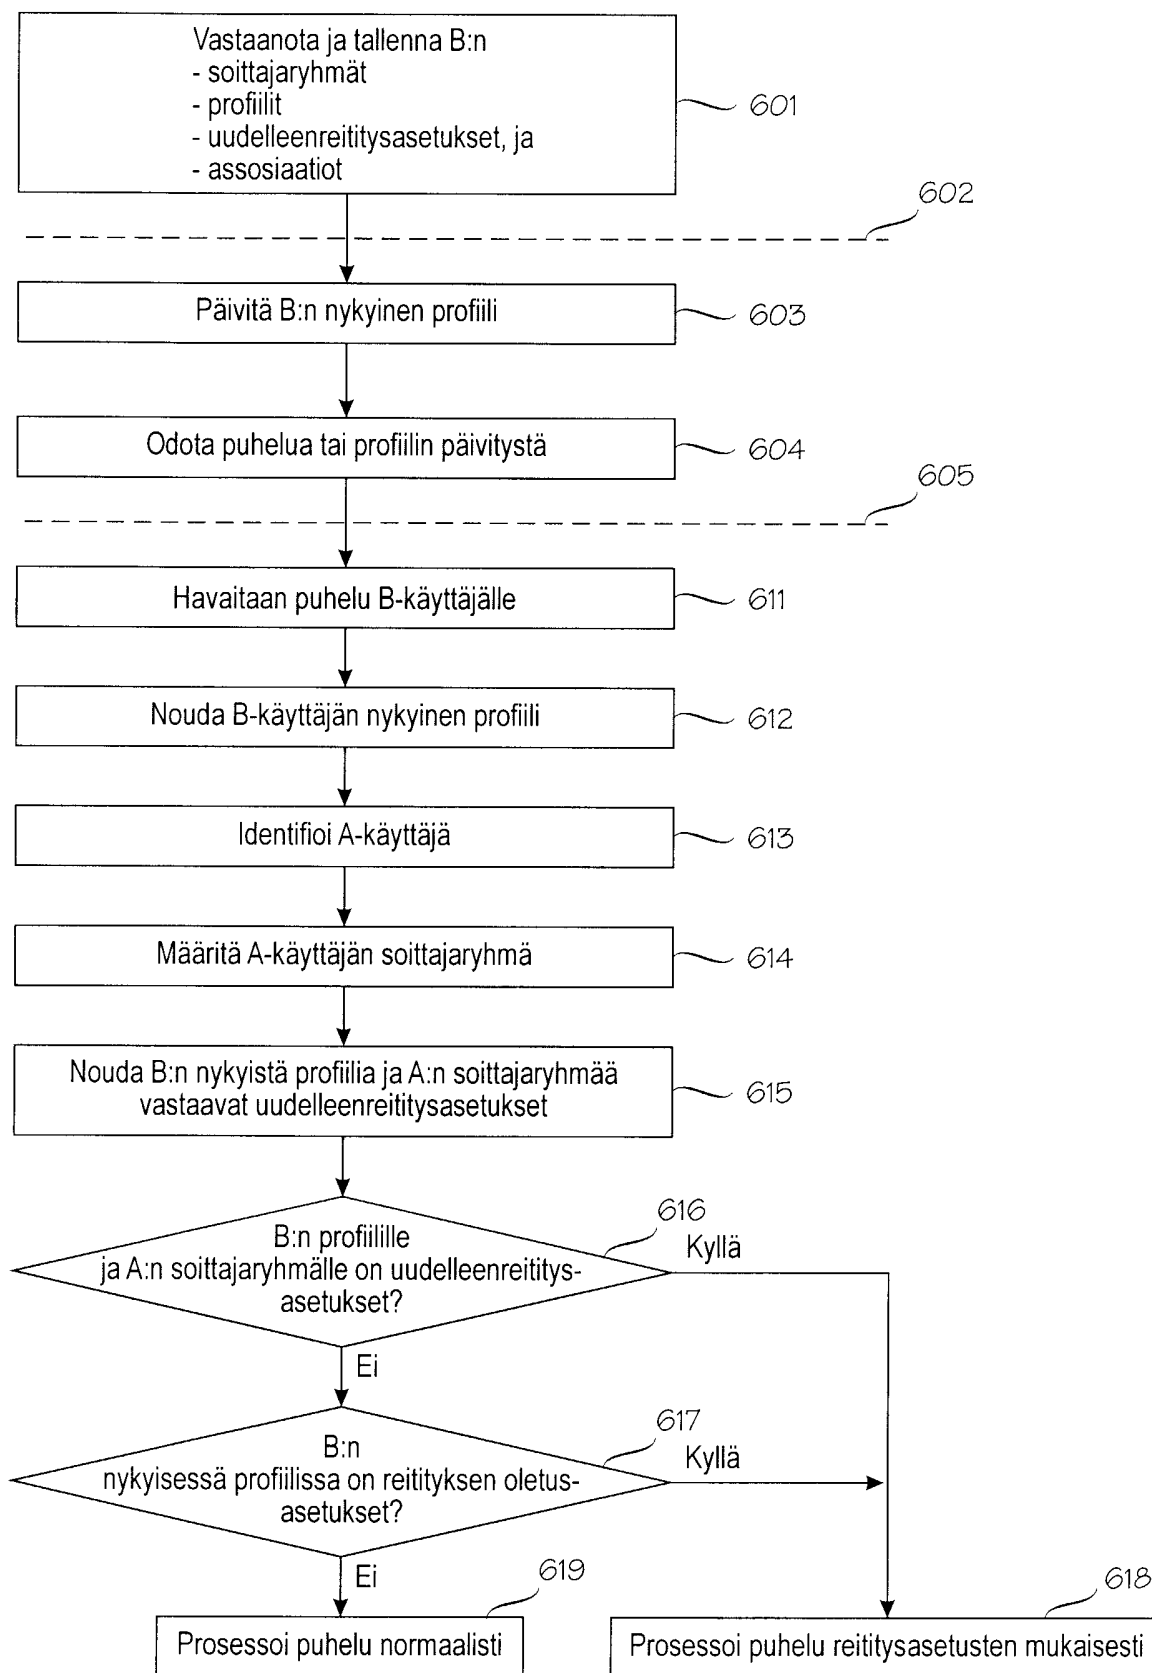 Vastaanota ja tallenna B:n
- soittajaryhmät
- profiilit
- uudelleenreititysasetukset, ja
- assosiaatiot
601
602
Päivitä B:n nykyinen profiili
603
Odota puhelua tai profiilin päivitystä
604
605
Havaitaan puhelu B-käyttäjälle
611
Nouda B-käyttäjän nykyinen profiili
612
Identifioi A-käyttäjä
613
Määritä A-käyttäjän soittajaryhmä
614
Nouda B:n nykyistä profiilia ja A:n soittajaryhmää
vastaavat uudelleenreititysasetukset
615
616
B:n profiilille
ja A:n soittajaryhmälle on uudelleenreititys-
asetukset?
Kyllä
Ei
617
B:n
nykyisessä profiilissa on reitityksen oletus-
asetukset?
Kyllä
Ei
619
Prosessoi puhelu normaalisti
618
Prosessoi puhelu reititysasetusten mukaisesti